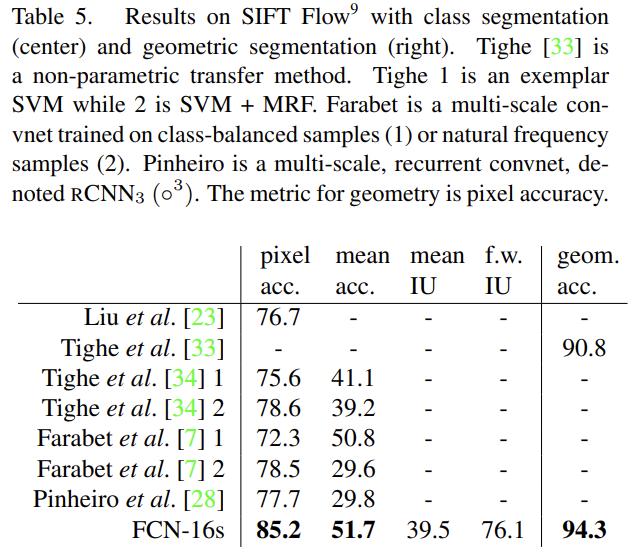 Table 5. Results on SIFT Flow⁹ with class segmentation
(center) and geometric segmentation (right). Tighe [33] is
a non-parametric transfer method. Tighe 1 is an exemplar
SVM while 2 is SVM + MRF. Farabet is a multi-scale con-
vnet trained on class-balanced samples (1) or natural frequency
samples (2). Pinheiro is a multi-scale, recurrent convnet, de-
noted RCNN₃ (∘³). The metric for geometry is pixel accuracy.
pixel mean mean f.w. geom.
acc. acc. IU IU acc.
Liu et al. [23] 76.7 - - - -
Tighe et al. [33] - - - - 90.8
Tighe et al. [34] 1 75.6 41.1 - - -
Tighe et al. [34] 2 78.6 39.2 - - -
Farabet et al. [7] 1 72.3 50.8 - - -
Farabet et al. [7] 2 78.5 29.6 - - -
Pinheiro et al. [28] 77.7 29.8 - - -
FCN-16s 85.2 51.7 39.5 76.1 94.3